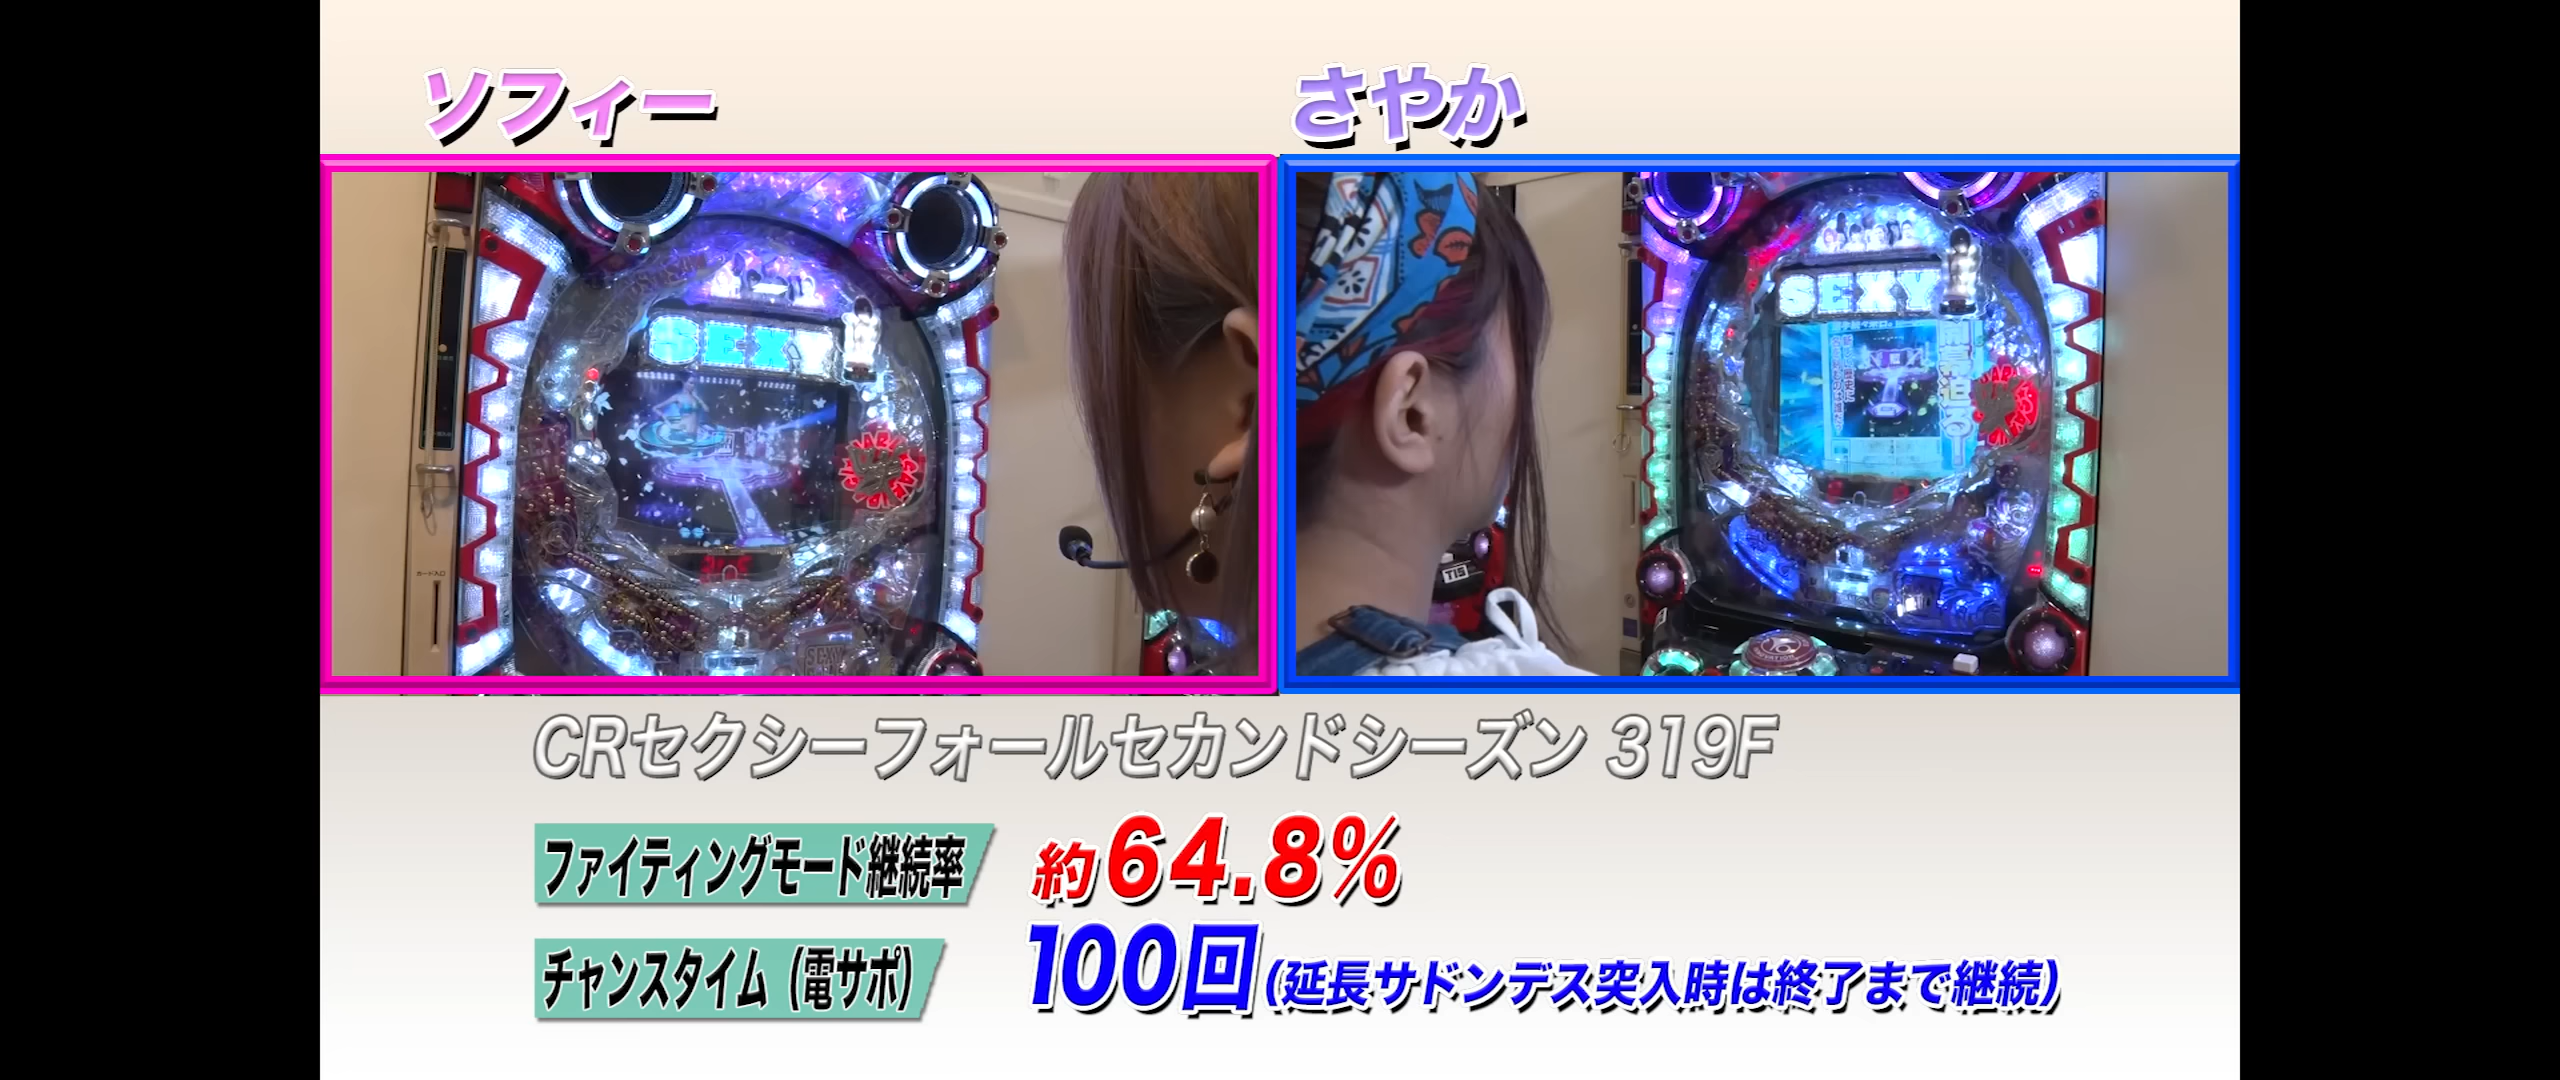 ソフィー
さやか
SEXY
SEXY
T15
CRセクシーフォールセカンドシーズン 319F
ファイティングモード継続率
約64.8%
チャンスタイム（電サポ）
100回（延長サドンデス突入時は終了まで継続）